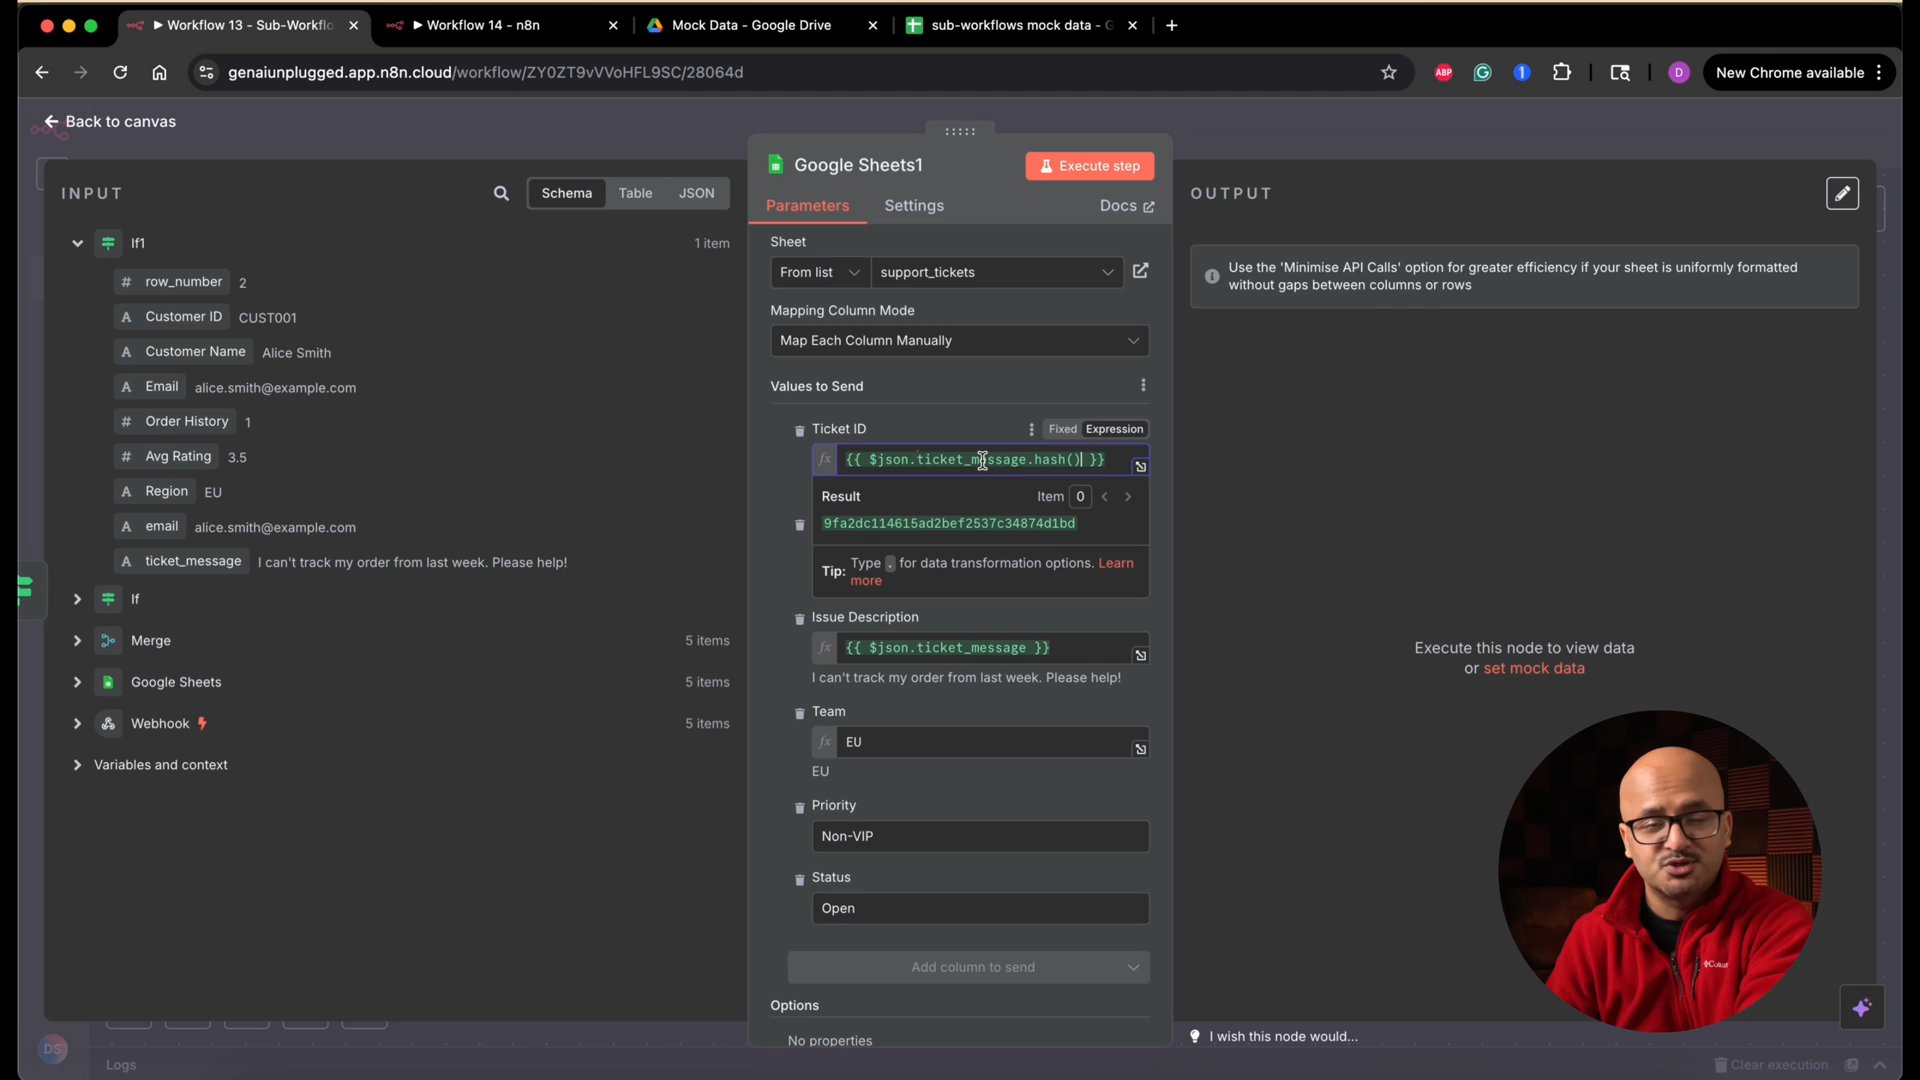 Workflow 13 - Sub-Workflo
Workflow 14 - n8n
Mock Data - Google Drive
sub-workflows mock data - G
genaiunplugged.app.n8n.cloud/workflow/ZY0ZT9vVVoHFL9SC/28064d
ABP
1
D
New Chrome available
Back to canvas
INPUT
Schema
Table
JSON
If1
1 item
# row_number 2
A Customer ID CUST001
A Customer Name Alice Smith
A Email alice.smith@example.com
# Order History 1
# Avg Rating 3.5
A Region EU
A email alice.smith@example.com
A ticket_message I can't track my order from last week. Please help!
If
Merge
5 items
Google Sheets
5 items
Webhook
5 items
Variables and context
Google Sheets1
Execute step
Parameters
Settings
Docs
Sheet
From list
support_tickets
Mapping Column Mode
Map Each Column Manually
Values to Send
Ticket ID
Fixed
Expression
fx {{ $json.ticket_message.hash() }}
Result
Item 0
9fa2dc114615ad2bef2537c34874d1bd
Tip: Type . for data transformation options. Learn
more
Issue Description
fx {{ $json.ticket_message }}
I can't track my order from last week. Please help!
Team
fx EU
EU
Priority
Non-VIP
Status
Open
Add column to send
Options
No properties
OUTPUT
Use the 'Minimise API Calls' option for greater efficiency if your sheet is uniformly formatted
without gaps between columns or rows
Execute this node to view data
or set mock data
I wish this node would...
DS
Logs
Clear execution